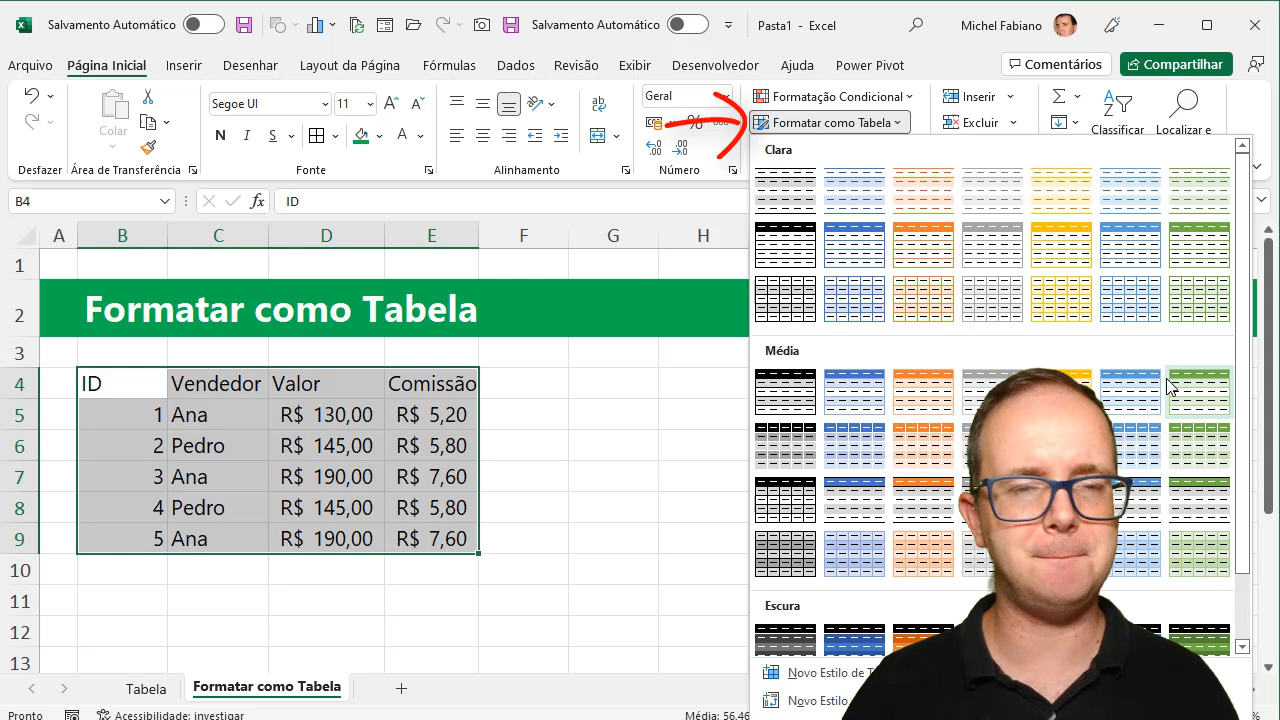 Salvamento Automático Salvamento Automático Pasta1 - Excel Michel Fabiano
Arquivo Página Inicial Inserir Desenhar Layout da Página Fórmulas Dados Revisão Exibir Desenvolvedor Ajuda Power Pivot Comentários Compartilhar
Colar Segoe UI 11 Geral Formatação Condicional Inserir
N I S A % 000 Formatar como Tabela Excluir Classificar Localizar e
Desfazer Área de Transferência Fonte Alinhamento Número
B4 fx ID
A B C D E F G H
1
2 Formatar como Tabela
3
4 ID Vendedor Valor Comissão
5 1 Ana R$ 130,00 R$ 5,20
6 2 Pedro R$ 145,00 R$ 5,80
7 3 Ana R$ 190,00 R$ 7,60
8 4 Pedro R$ 145,00 R$ 5,80
9 5 Ana R$ 190,00 R$ 7,60
10
11
12
13
Clara
Média
Escura
Novo Estilo de T
Novo Estilo
Tabela Formatar como Tabela
Pronto Acessibilidade: investigar Média: 56,46 %